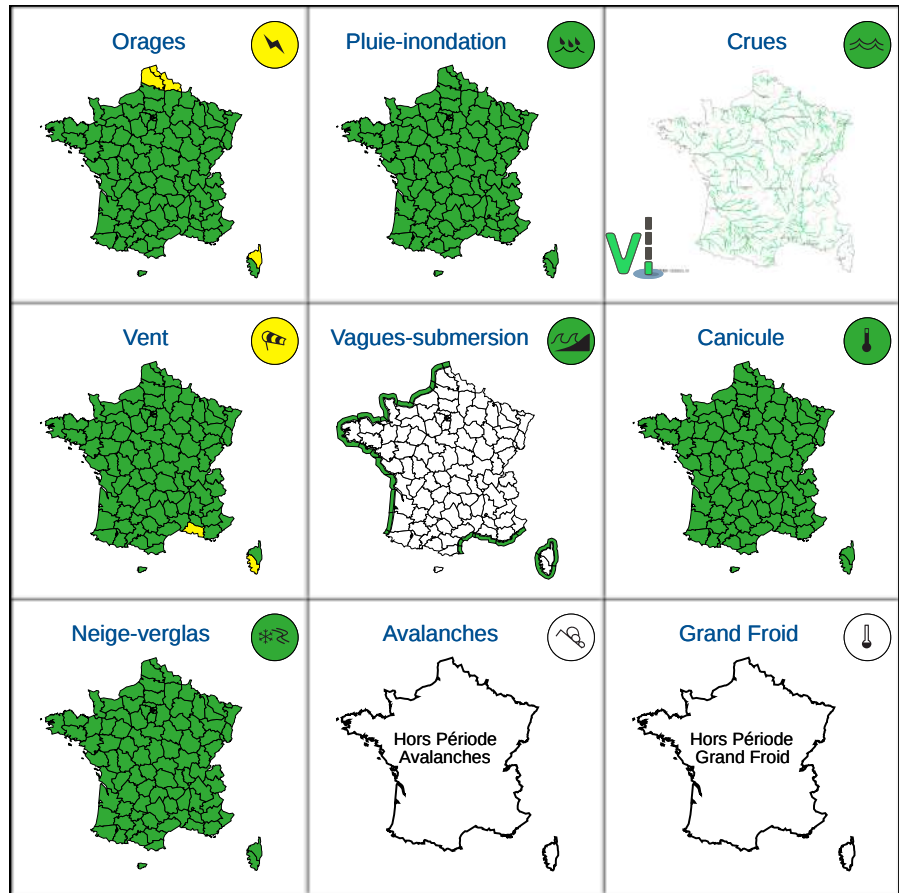 Orages
Pluie-inondation
Crues
Vent
Vagues-submersion
Canicule
Neige-verglas
Avalanches
Grand Froid
Hors Période
Avalanches
Hors Période
Grand Froid